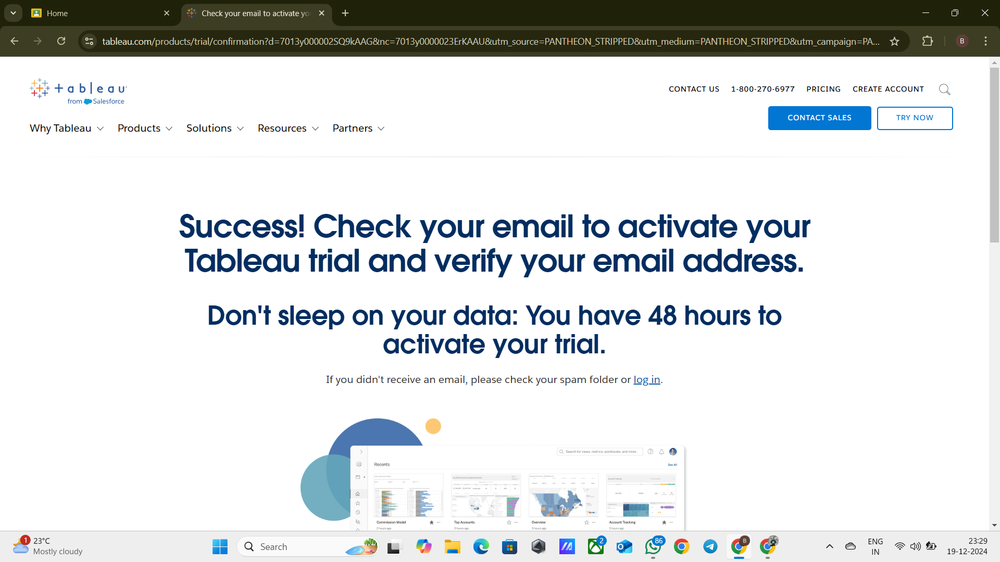 Home
Check your email to activate yo
tableau.com/products/trial/confirmation?d=7013y000002SQ9kAAG&nc=7013y0000023ErKAAU&utm_source=PANTHEON_STRIPPED&utm_medium=PANTHEON_STRIPPED&utm_campaign=PA...
B
+ableau
from Salesforce
CONTACT US 1-800-270-6977 PRICING CREATE ACCOUNT
CONTACT SALES TRY NOW
Why Tableau Products Solutions Resources Partners
Success! Check your email to activate your
Tableau trial and verify your email address.
Don't sleep on your data: You have 48 hours to
activate your trial.
If you didn't receive an email, please check your spam folder or log in.
Search for views, metrics, workbooks, and more
Recents
See All
Account Tracking
Commission Model Top Accounts Overview Account Tracking
2 hours ago 3 hours ago 3 hours ago 3 hours ago
1
23°C
Mostly cloudy
Search
2
86
B
ENG
IN
23:29
19-12-2024